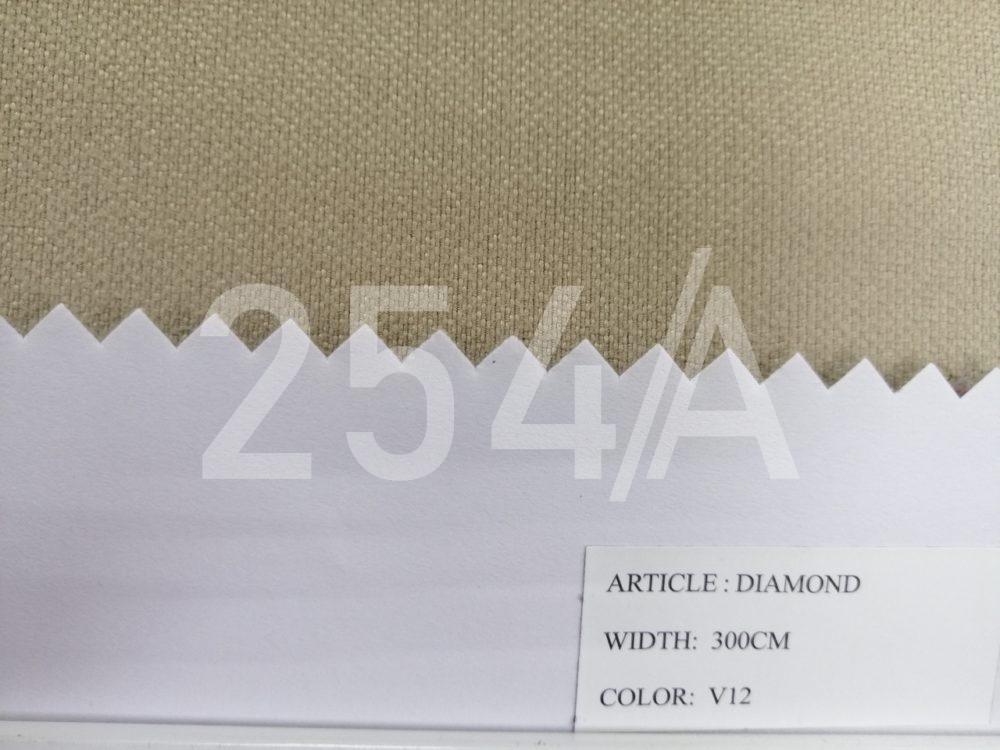 254/A
ARTICLE : DIAMOND
WIDTH: 300CM
COLOR: V12